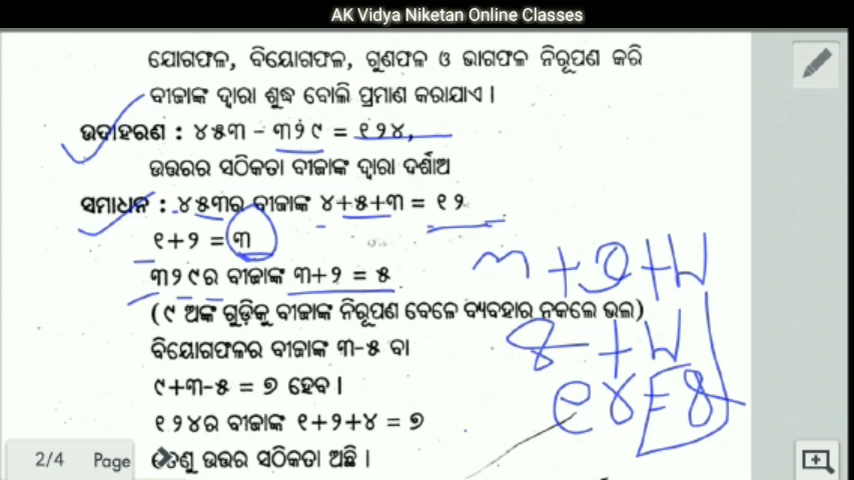 AK Vidya Niketan Online Classes
ଯୋଗଫଳ, ବିୟୋଗଫଳ, ଗୁଣଫଳ ଓ ଭାଗଫଳ ନିରୂପଣ କରି
ବୀଜାଙ୍କ ଦ୍ୱାରା ଶୁଦ୍ଧ ବୋଲି ପ୍ରମାଣ କରାଯାଏ ।
ଉଦାହରଣ : ୪୫୩ - ୩୨୯ = ୧୨୪,
ଉତ୍ତରର ସଠିକତା ବୀଜାଙ୍କ ଦ୍ୱାରା ଦର୍ଶାଅ
ସମାଧନ : ୪୫୩ର ବୀଜାଙ୍କ ୪+୫+୩ = ୧୨
୧+୨ = ୩
୩୨୯ର ବୀଜାଙ୍କ ୩+୨ = ୫
(୯ ଅଙ୍କ ଗୁଡ଼ିକୁ ବୀଜାଙ୍କ ନିରୂପଣ ବେଳେ ବ୍ୟବହାର ନକଲେ ଭଲ)
ବିୟୋଗଫଳର ବୀଜାଙ୍କ ୩-୫ ବା
୯+୩-୫ = ୭ ହେବ ।
୧୨୪ର ବୀଜାଙ୍କ ୧+୨+୪ = ୭
ଉତ୍ତର ସଠିକତା ଅଛି ।
2/4 Page